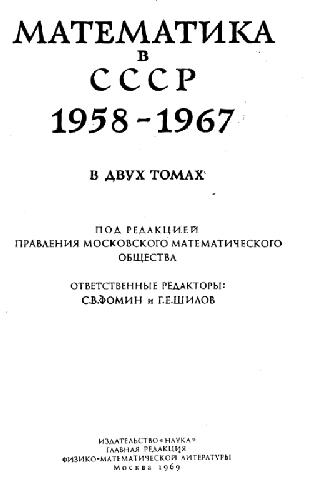 МАТЕМАТИКА
В
СССР
1958-1967
В ДВУХ ТОМАХ
ПОД РЕДАКЦИЕЙ
ПРАВЛЕНИЯ МОСКОВСКОГО МАТЕМАТИЧЕСКОГО
ОБЩЕСТВА
ОТВЕТСТВЕННЫЕ РЕДАКТОРЫ:
С.В.ФОМИН и Г.Е.ШИЛОВ
ИЗДАТЕЛЬСТВО «НАУКА»
ГЛАВНАЯ РЕДАКЦИЯ
ФИЗИКО-МАТЕМАТИЧЕСКОЙ ЛИТЕРАТУРЫ
Москва 1969